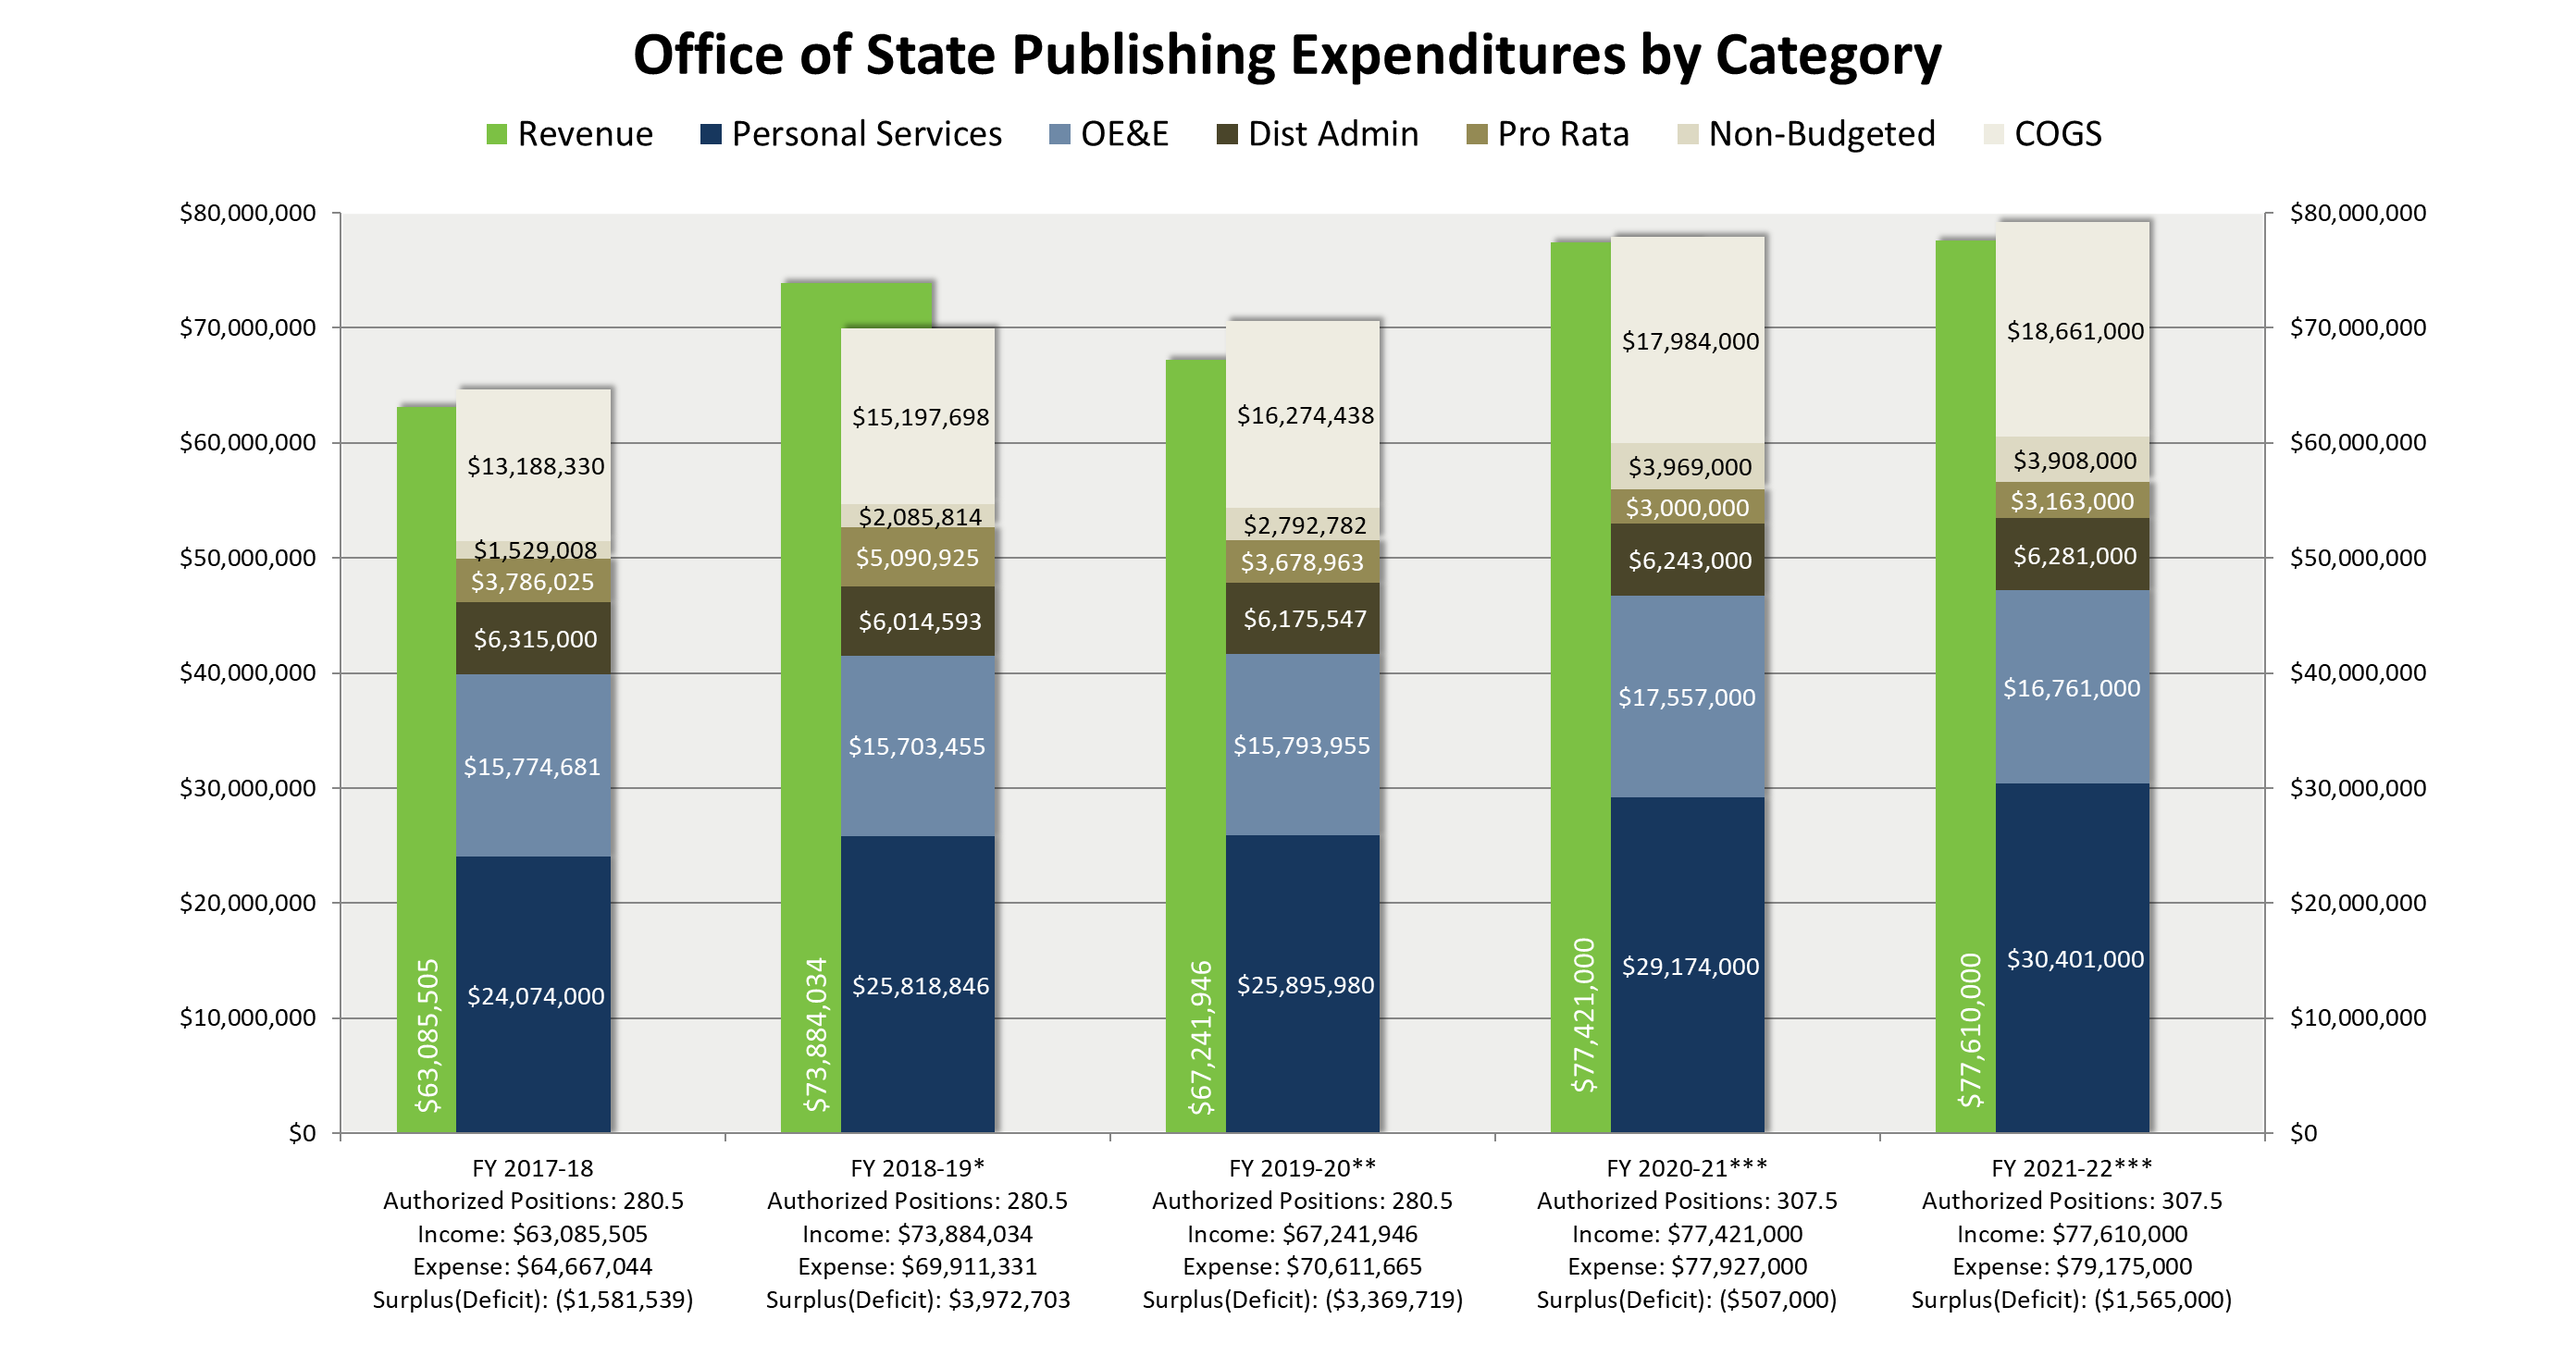 Office of State Publishing Expenditures by Category
Revenue Personal Services OE&E Dist Admin Pro Rata Non-Budgeted COGS
$80,000,000
$70,000,000
$60,000,000
$50,000,000
$40,000,000
$30,000,000
$20,000,000
$10,000,000
$0
$63,085,505
$13,188,330
$1,529,008
$3,786,025
$6,315,000
$15,774,681
$24,074,000
$73,884,034
$15,197,698
$2,085,814
$5,090,925
$6,014,593
$15,703,455
$25,818,846
$67,241,946
$16,274,438
$2,792,782
$3,678,963
$6,175,547
$15,793,955
$25,895,980
$77,421,000
$17,984,000
$3,969,000
$3,000,000
$6,243,000
$17,557,000
$29,174,000
$77,610,000
$18,661,000
$3,908,000
$3,163,000
$6,281,000
$16,761,000
$30,401,000
$80,000,000
$70,000,000
$60,000,000
$50,000,000
$40,000,000
$30,000,000
$20,000,000
$10,000,000
$0
FY 2017-18
Authorized Positions: 280.5
Income: $63,085,505
Expense: $64,667,044
Surplus(Deficit): ($1,581,539)
FY 2018-19*
Authorized Positions: 280.5
Income: $73,884,034
Expense: $69,911,331
Surplus(Deficit): $3,972,703
FY 2019-20**
Authorized Positions: 280.5
Income: $67,241,946
Expense: $70,611,665
Surplus(Deficit): ($3,369,719)
FY 2020-21***
Authorized Positions: 307.5
Income: $77,421,000
Expense: $77,927,000
Surplus(Deficit): ($507,000)
FY 2021-22***
Authorized Positions: 307.5
Income: $77,610,000
Expense: $79,175,000
Surplus(Deficit): ($1,565,000)